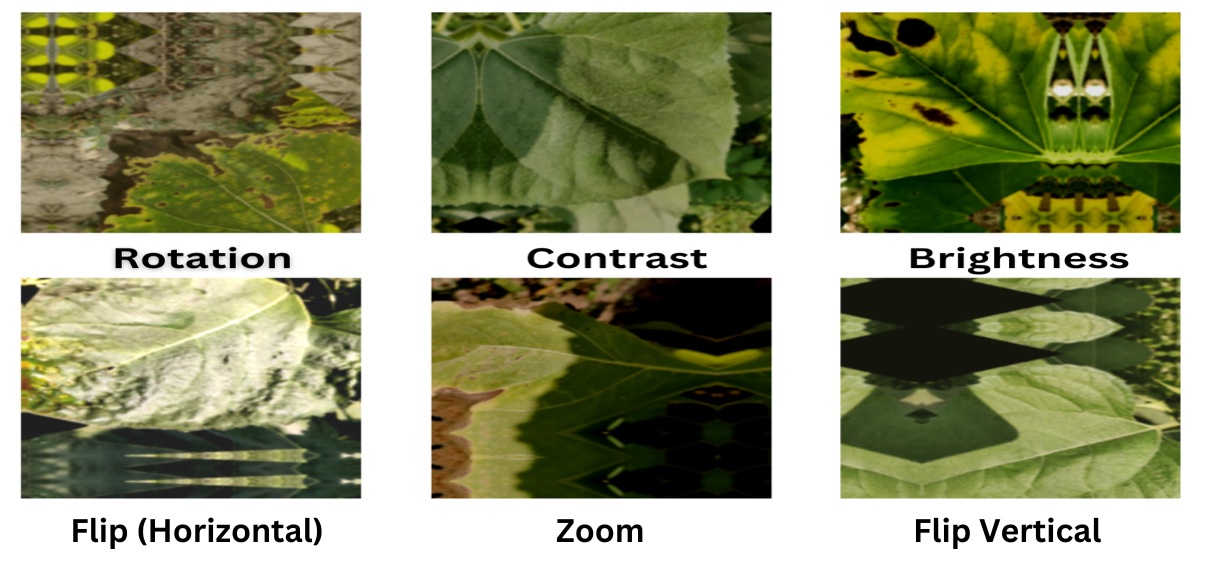 Rotation
Contrast
Brightness
Flip (Horizontal)
Zoom
Flip Vertical